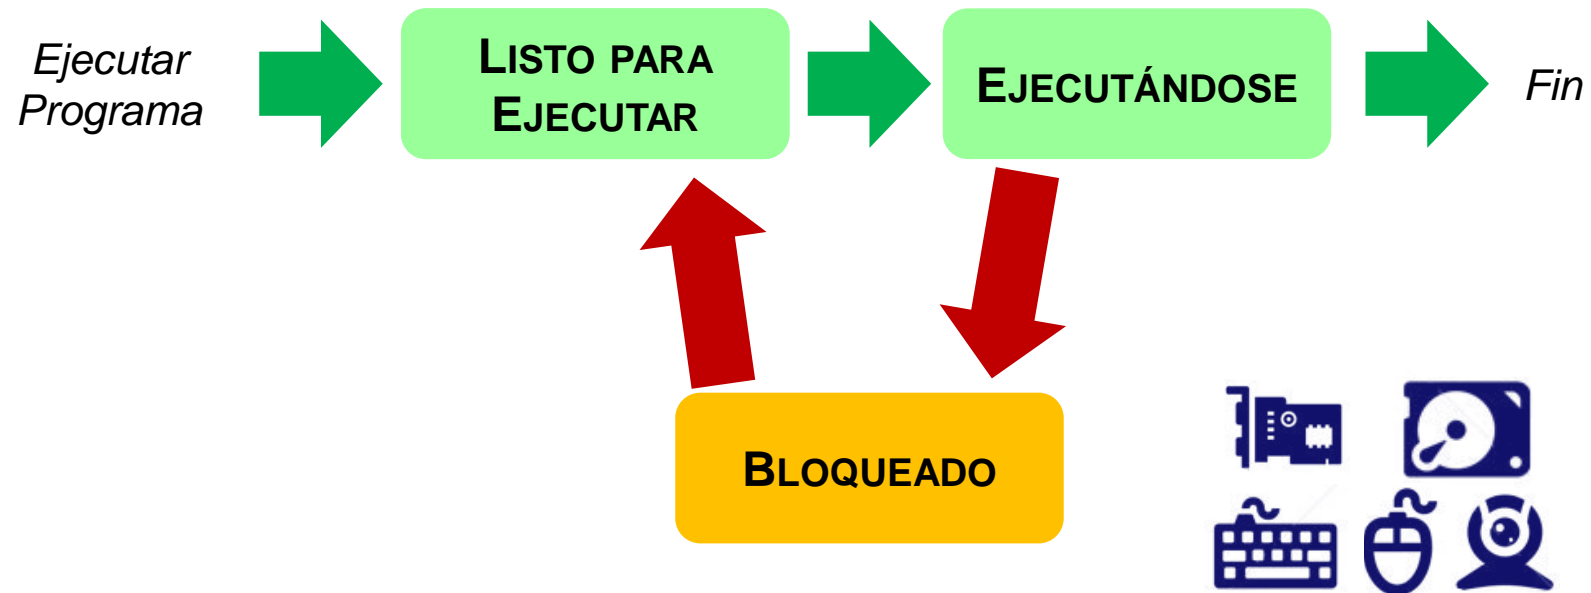 Ejecutar
Programa
LISTO PARA
EJECUTAR
EJECUTÁNDOSE
Fin
BLOQUEADO